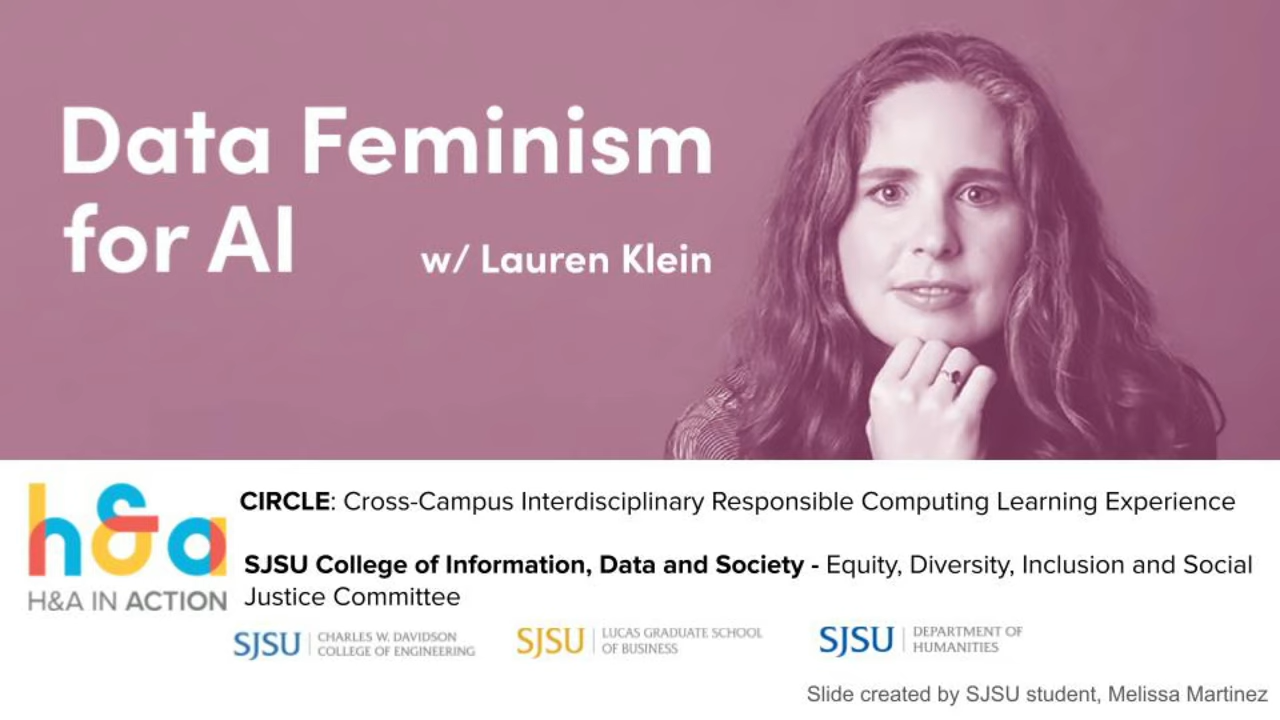 Data Feminism
for AI
w/ Lauren Klein
h&a
H&A IN ACTION
CIRCLE: Cross-Campus Interdisciplinary Responsible Computing Learning Experience
SJSU College of Information, Data and Society - Equity, Diversity, Inclusion and Social
Justice Committee
SJSU
CHARLES W. DAVIDSON
COLLEGE OF ENGINEERING
SJSU
LUCAS GRADUATE SCHOOL
OF BUSINESS
SJSU
DEPARTMENT OF
HUMANITIES
Slide created by SJSU student, Melissa Martinez